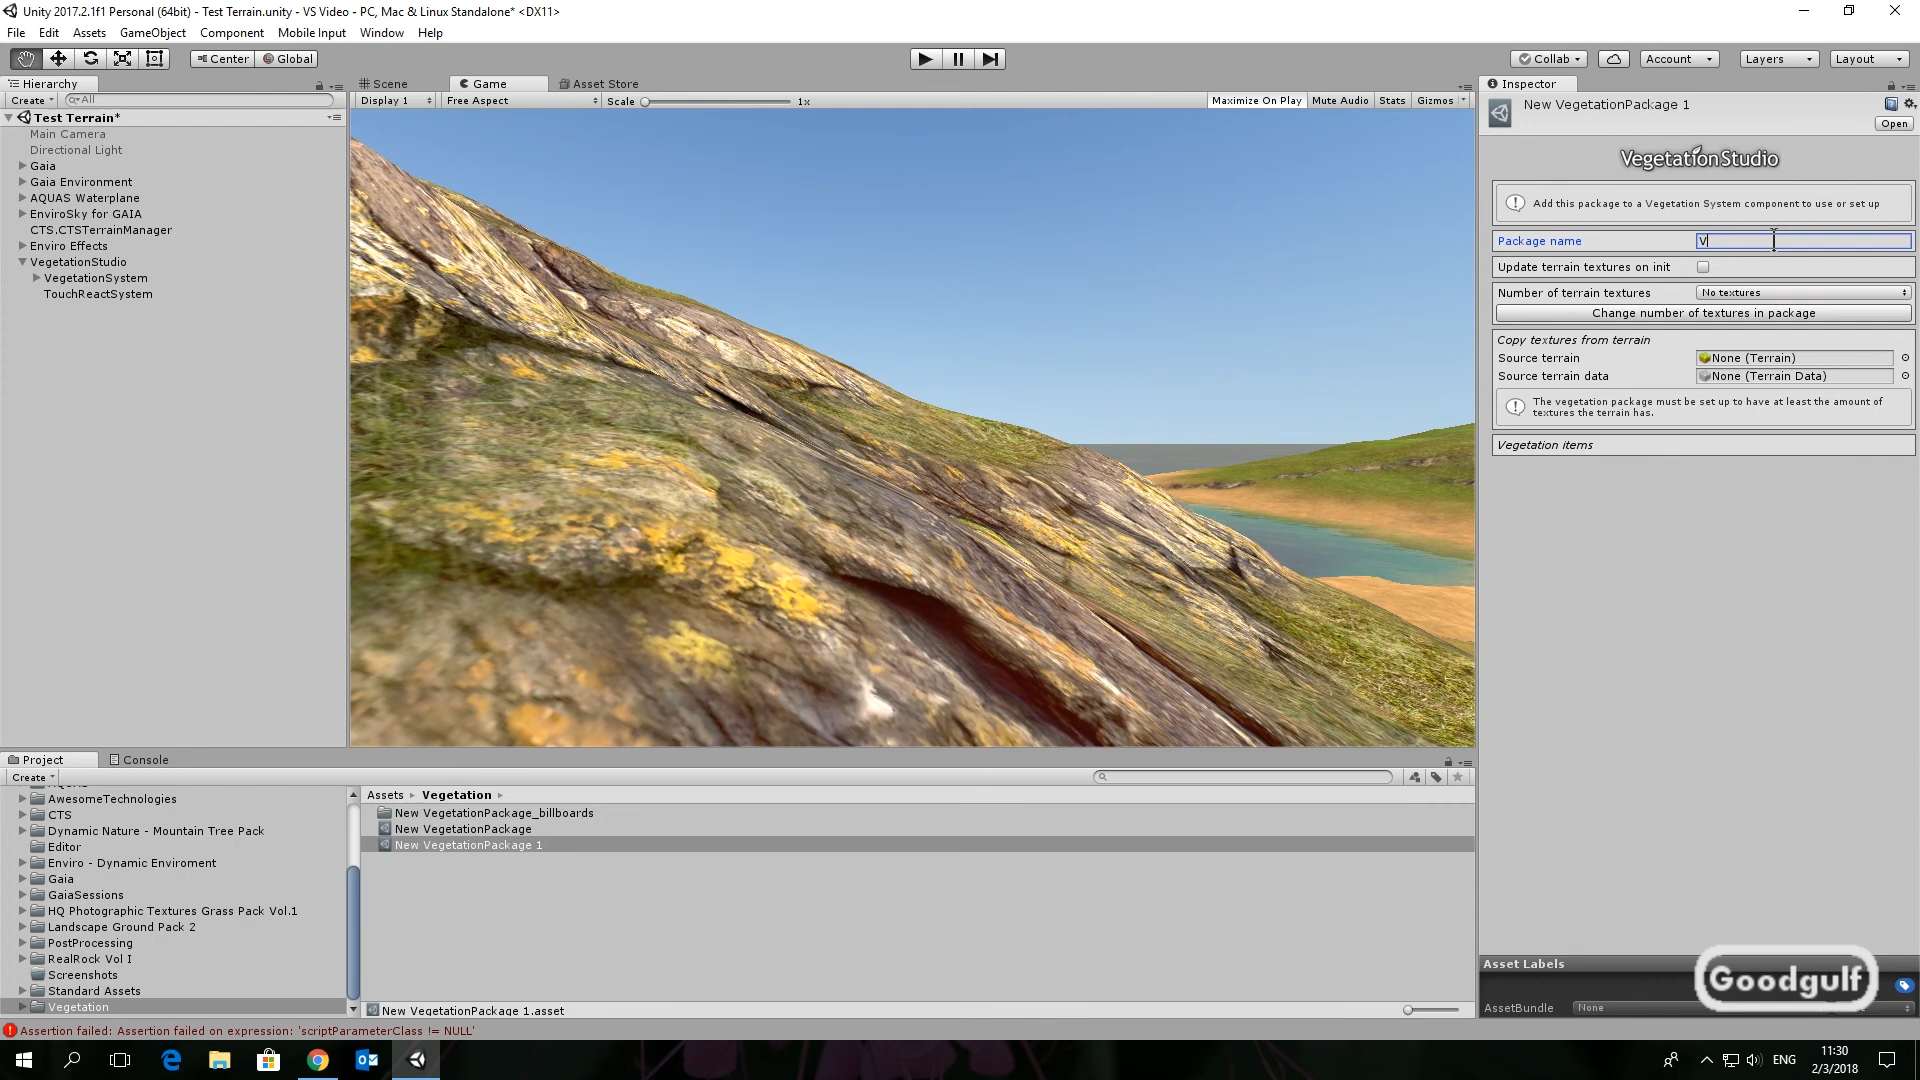 Unity 2017.2.1f1 Personal (64bit) - Test Terrain.unity - VS Video - PC, Mac & Linux Standalone* <DX11>
File Edit Assets GameObject Component Mobile Input Window Help
Center Global Collab Account Layers Layout
Hierarchy
Create All
Test Terrain*
Main Camera
Directional Light
Gaia
Gaia Environment
AQUAS Waterplane
EnviroSky for GAIA
CTS.CTSTerrainManager
Enviro Effects
VegetationStudio
VegetationSystem
TouchReactSystem
Scene Game Asset Store
Display 1 Free Aspect Scale 1x Maximize On Play Mute Audio Stats Gizmos
Inspector
New VegetationPackage 1
Open
VegetationStudio
Add this package to a Vegetation System component to use or set up
Package name V
Update terrain textures on init
Number of terrain textures No textures
Change number of textures in package
Copy textures from terrain
Source terrain None (Terrain)
Source terrain data None (Terrain Data)
The vegetation package must be set up to have at least the amount of
textures the terrain has.
Vegetation items
Project Console
Create
AwesomeTechnologies
CTS
Dynamic Nature - Mountain Tree Pack
Editor
Enviro - Dynamic Enviroment
Gaia
GaiaSessions
HQ Photographic Textures Grass Pack Vol.1
Landscape Ground Pack 2
PostProcessing
RealRock Vol I
Screenshots
Standard Assets
Vegetation
Assets Vegetation
New VegetationPackage_billboards
New VegetationPackage
New VegetationPackage 1
New VegetationPackage 1.asset
Asset Labels
AssetBundle None
Goodgulf
Assertion failed: Assertion failed on expression: 'scriptParameterClass != NULL'
ENG
11:30
2/3/2018